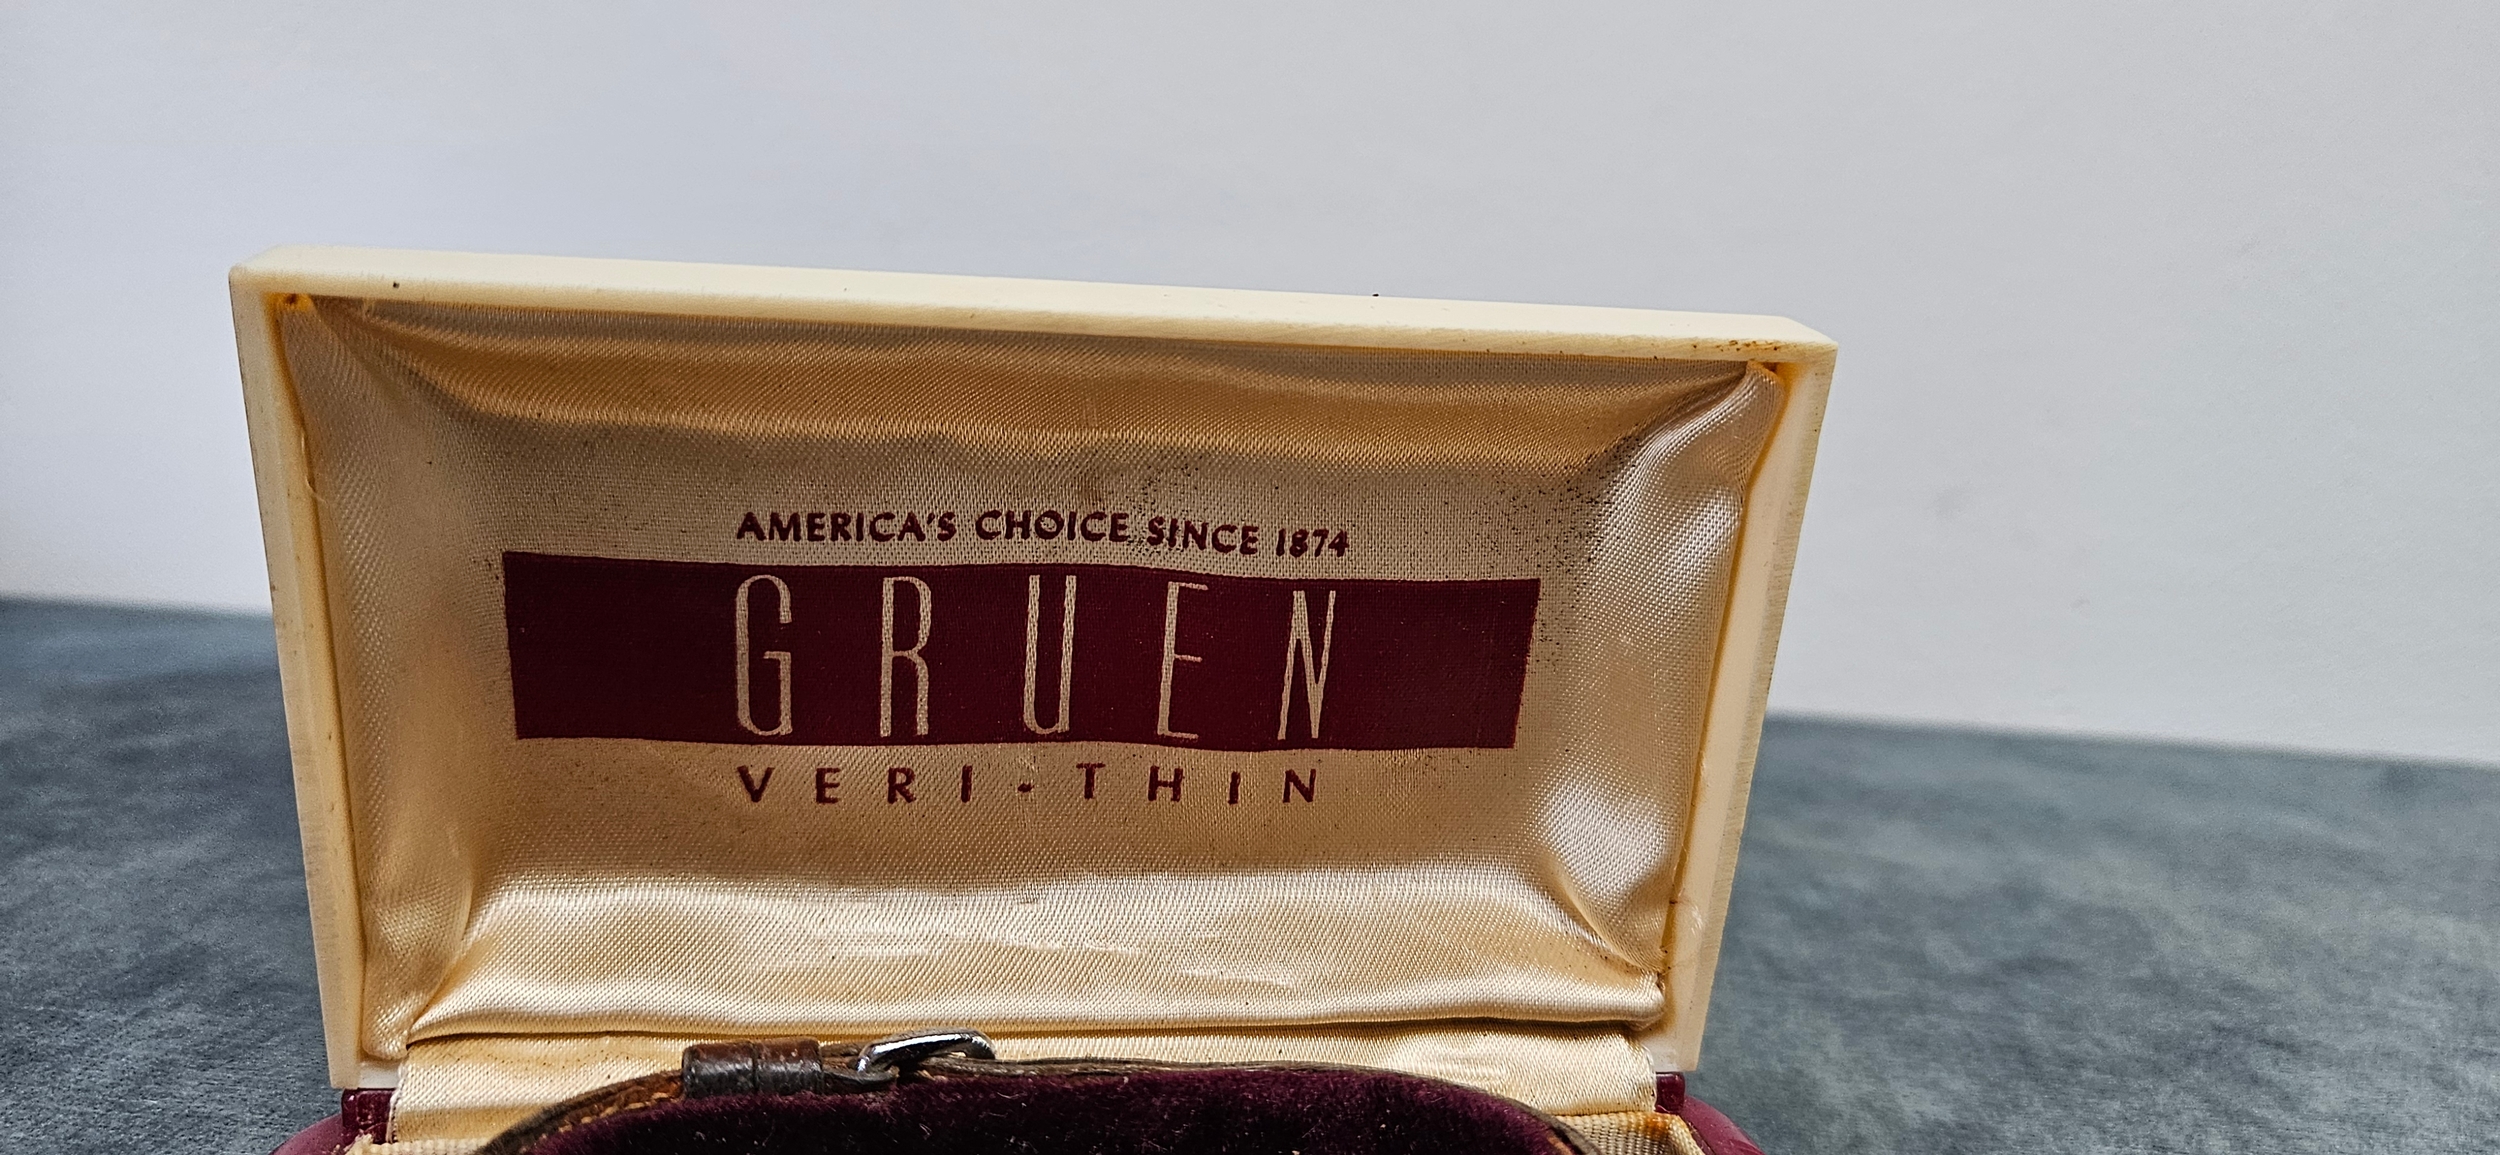 AMERICA'S CHOICE SINCE 1874
GRUEN
VERI-THIN